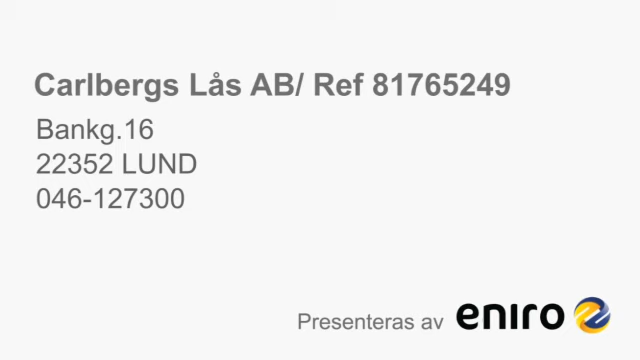 Carlbergs Lås AB/ Ref 81765249
Bankg.16
22352 LUND
046-127300
Presenteras av eniro